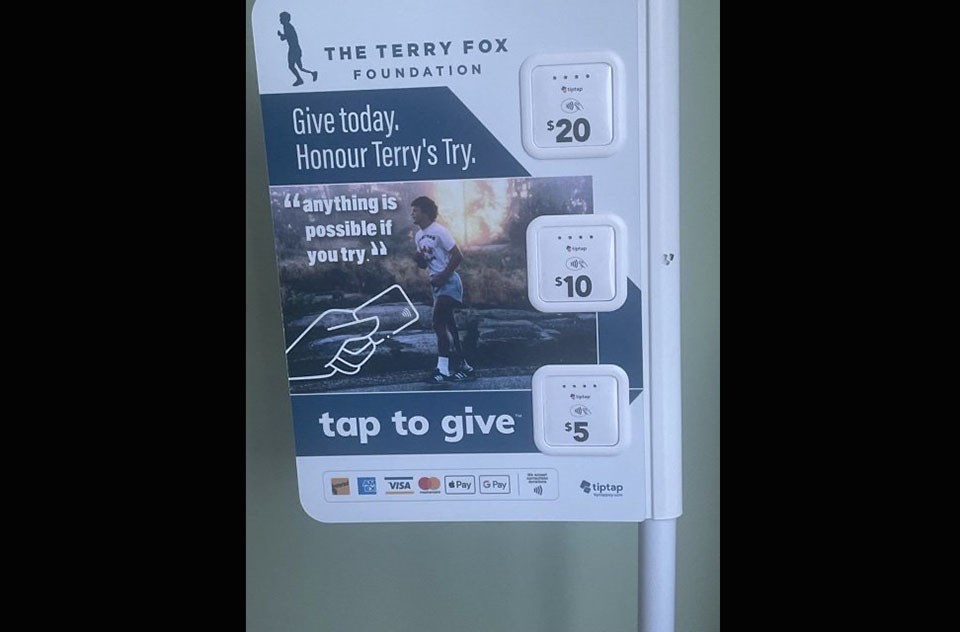 THE TERRY FOX
FOUNDATION
Give today.
Honour Terry's Try.
“anything is
possible if
you try.”
tiptap
$20
tiptap
$10
tiptap
$5
tap to give™
VISA
Pay
G Pay
tiptap